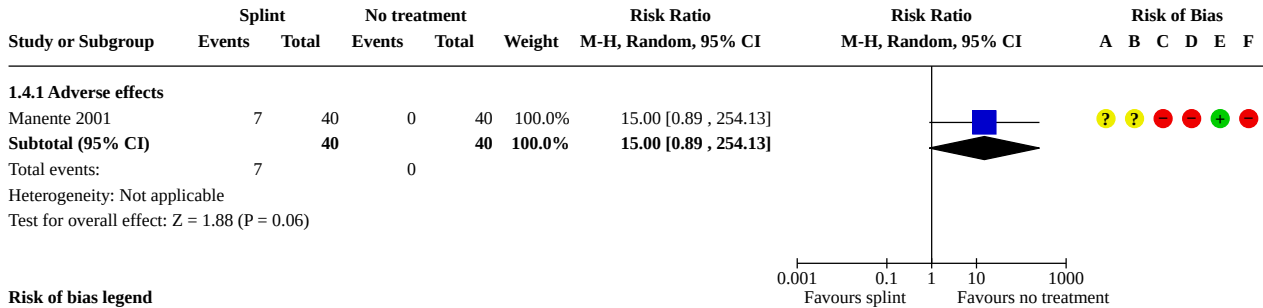 Splint No treatment Risk Ratio Risk Ratio Risk of Bias
Study or Subgroup Events Total Events Total Weight M-H, Random, 95% CI M-H, Random, 95% CI A B C D E F
1.4.1 Adverse effects
Manente 2001 7 40 0 40 100.0% 15.00 [0.89 , 254.13] ? ? − − + −
Subtotal (95% CI) 40 40 100.0% 15.00 [0.89 , 254.13]
Total events: 7 0
Heterogeneity: Not applicable
Test for overall effect: Z = 1.88 (P = 0.06)
0.001 0.1 1 10 1000
Favours splint Favours no treatment
Risk of bias legend